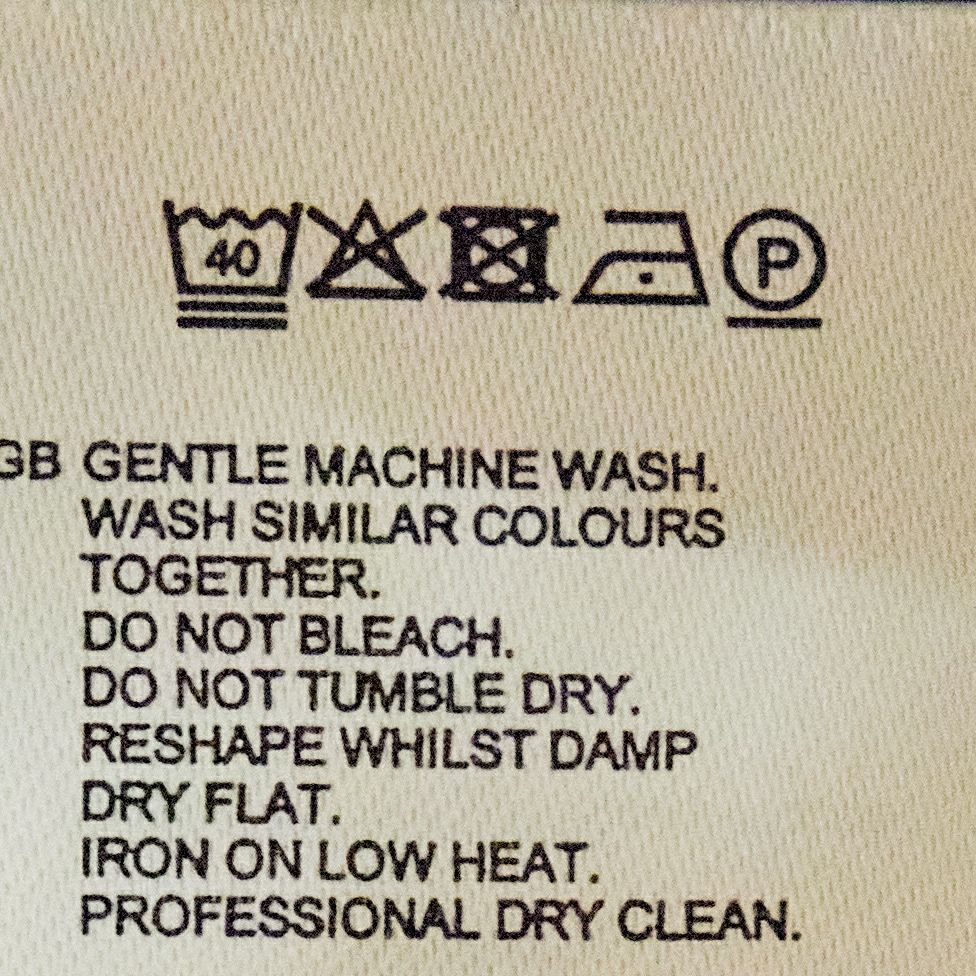 40 P
GB GENTLE MACHINE WASH.
WASH SIMILAR COLOURS
TOGETHER.
DO NOT BLEACH.
DO NOT TUMBLE DRY.
RESHAPE WHILST DAMP
DRY FLAT.
IRON ON LOW HEAT.
PROFESSIONAL DRY CLEAN.